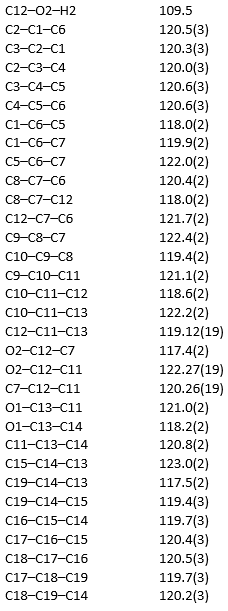 C12–O2–H2 109.5
C2–C1–C6 120.5(3)
C3–C2–C1 120.3(3)
C2–C3–C4 120.0(3)
C4–C5–C3 120.6(3)
C4–C5–C6 120.6(3)
C1–C6–C5 118.0(2)
C1–C6–C7 119.9(2)
C5–C6–C7 122.0(2)
C8–C7–C6 120.4(2)
C8–C7–C12 118.0(2)
C12–C7–C6 121.7(2)
C9–C8–C7 122.4(2)
C10–C9–C8 119.4(2)
C9–C10–C11 121.1(2)
C10–C11–C12 118.6(2)
C10–C11–C13 122.2(2)
C12–C11–C13 119.12(19)
O2–C12–C7 117.4(2)
O2–C12–C11 122.27(19)
C7–C12–C11 120.26(19)
O1–C13–C11 121.0(2)
O1–C13–C14 118.2(2)
C11–C13–C14 120.8(2)
C15–C14–C13 123.0(2)
C19–C14–C13 117.5(2)
C19–C14–C15 119.4(3)
C16–C15–C14 119.7(3)
C17–C16–C15 120.4(3)
C18–C17–C16 120.5(3)
C17–C18–C19 119.7(3)
C18–C19–C14 120.2(3)